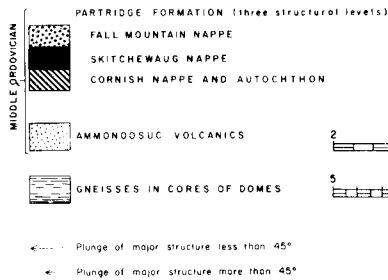 PARTRIDGE FORMATION (three structural levels)
FALL MOUNTAIN NAPPE
SKITCHEWAUG NAPPE
CORNISH NAPPE AND AUTOCHTHON
MIDDLE ORDOVICIAN
AMMONOOSUC VOLCANICS
2
GNEISSES IN CORES OF DOMES
5
Plunge of major structure less than 45°
Plunge of major structure more than 45°